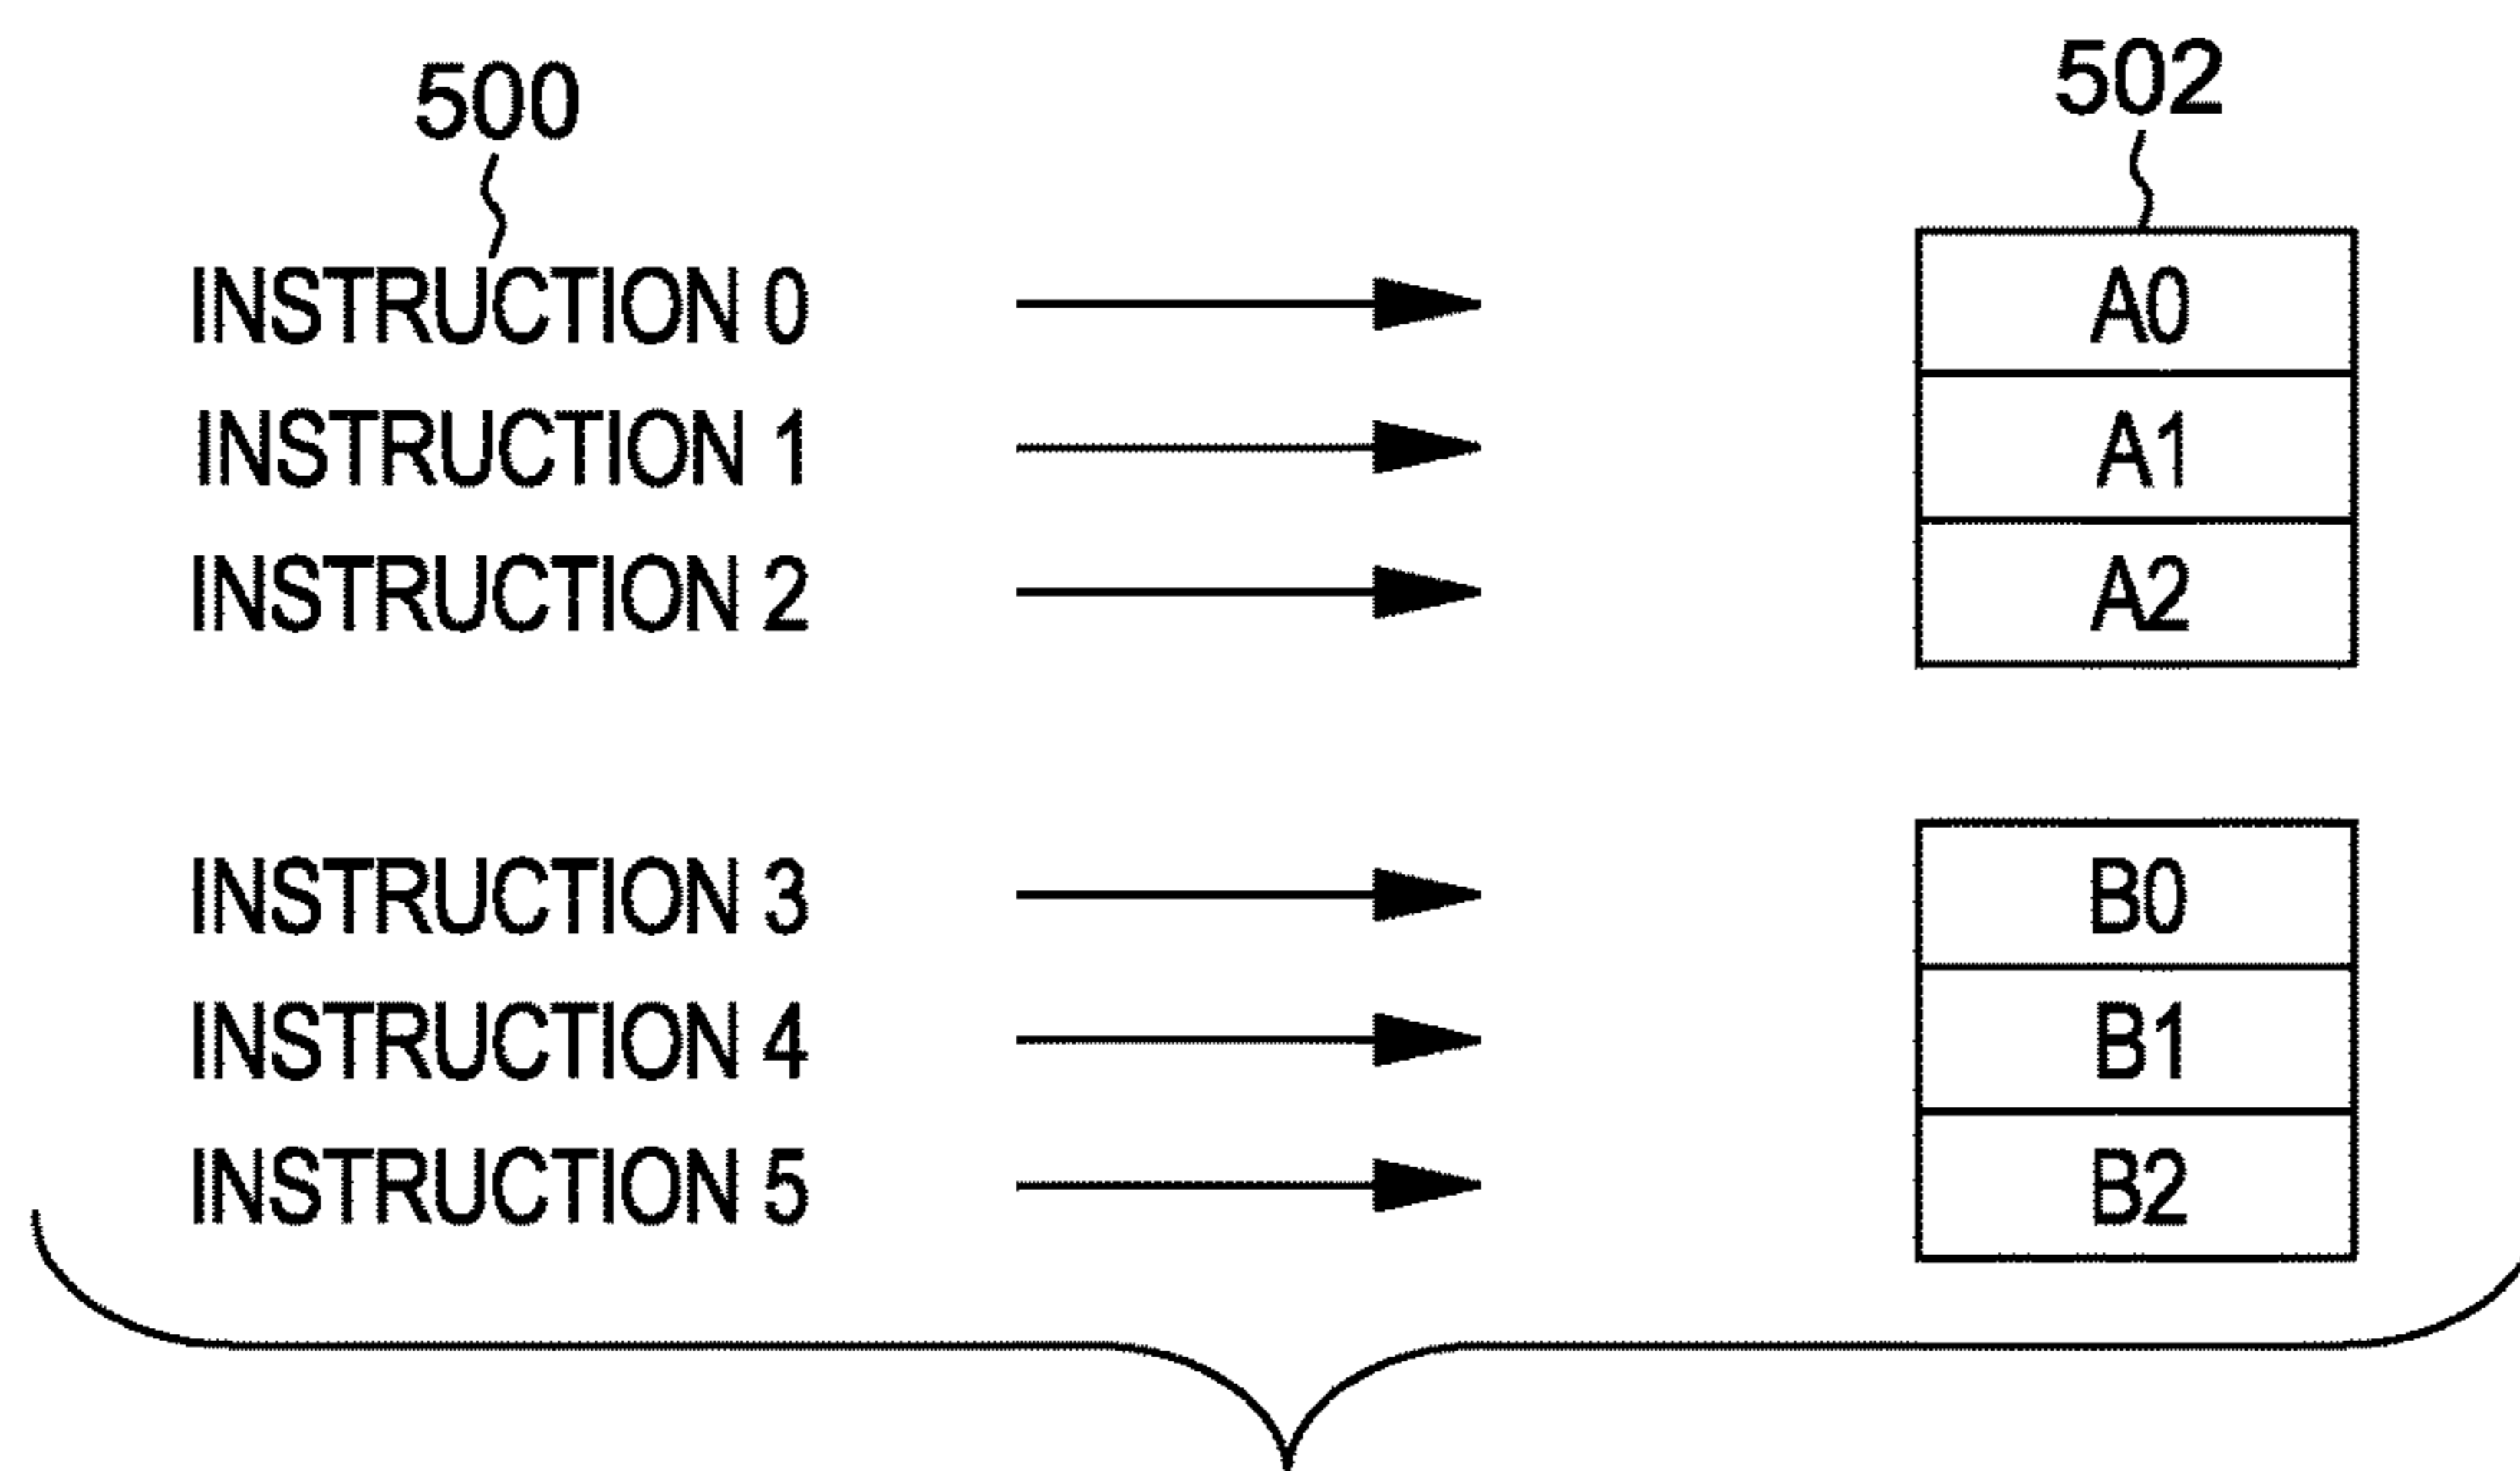 500
502
INSTRUCTION 0
A0
INSTRUCTION 1
A1
INSTRUCTION 2
A2
INSTRUCTION 3
B0
INSTRUCTION 4
B1
INSTRUCTION 5
B2